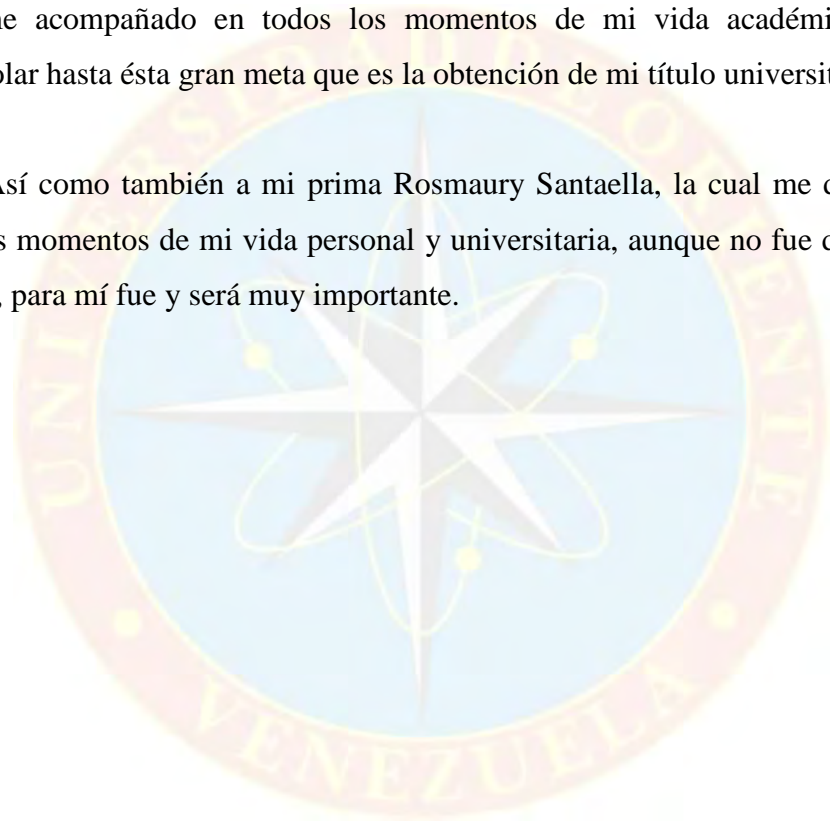 me acompañado en todos los momentos de mi vida académi
olar hasta ésta gran meta que es la obtención de mi título universit
Así como también a mi prima Rosmaury Santaella, la cual me
s momentos de mi vida personal y universitaria, aunque no fue
, para mí fue y será muy importante.
UNIVERSIDAD DE ORIENTE
VENEZUELA